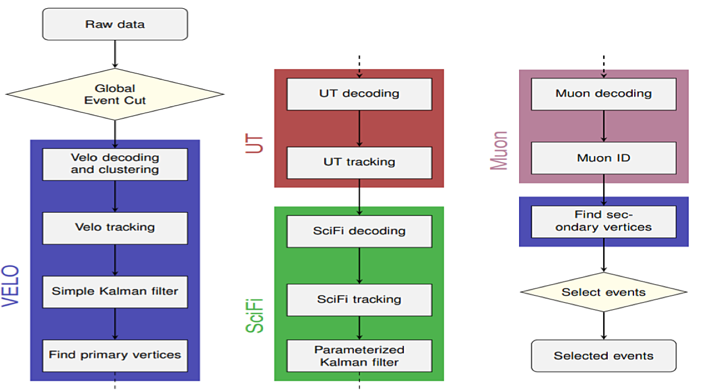 Raw data
Global
Event Cut
VELO
Velo decoding
and clustering
Velo tracking
Simple Kalman filter
Find primary vertices
UT
UT decoding
UT tracking
SciFi
SciFi decoding
SciFi tracking
Parameterized
Kalman filter
Muon
Muon decoding
Muon ID
Find sec-
ondary vertices
Select events
Selected events